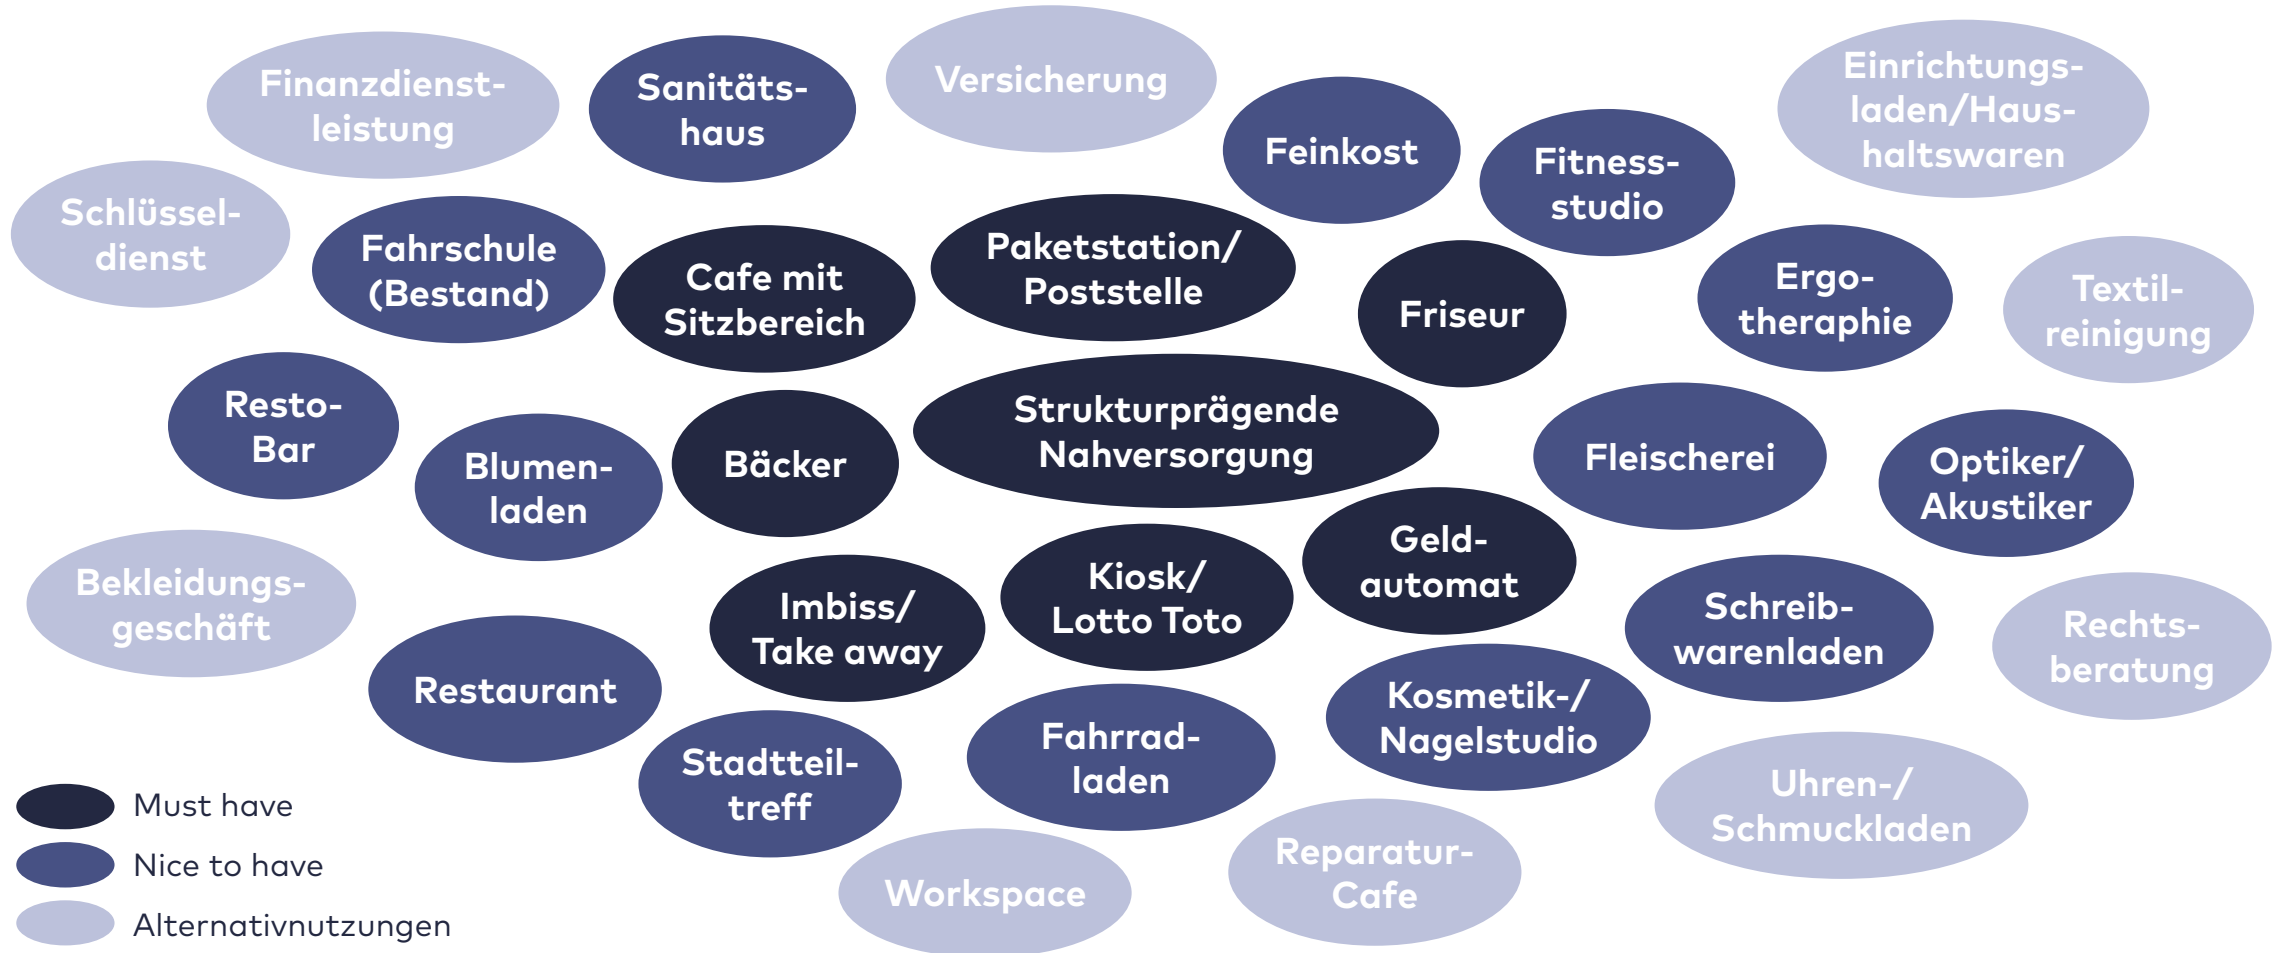 Finanzdienst-
leistung
Sanitäts-
haus
Versicherung
Feinkost
Fitness-
studio
Einrichtungs-
laden/Haus-
haltswaren
Schlüssel-
dienst
Fahrschule
(Bestand)
Cafe mit
Sitzbereich
Paketstation/
Poststelle
Friseur
Ergo-
theraphie
Textil-
reinigung
Resto-
Bar
Blumen-
laden
Bäcker
Strukturprägende
Nahversorgung
Fleischerei
Optiker/
Akustiker
Bekleidungs-
geschäft
Imbiss/
Take away
Kiosk/
Lotto Toto
Geld-
automat
Schreib-
warenladen
Rechts-
beratung
Restaurant
Stadtteil-
treff
Fahrrad-
laden
Kosmetik-/
Nagelstudio
Uhren-/
Schmuckladen
Workspace
Reparatur-
Cafe
Must have
Nice to have
Alternativnutzungen